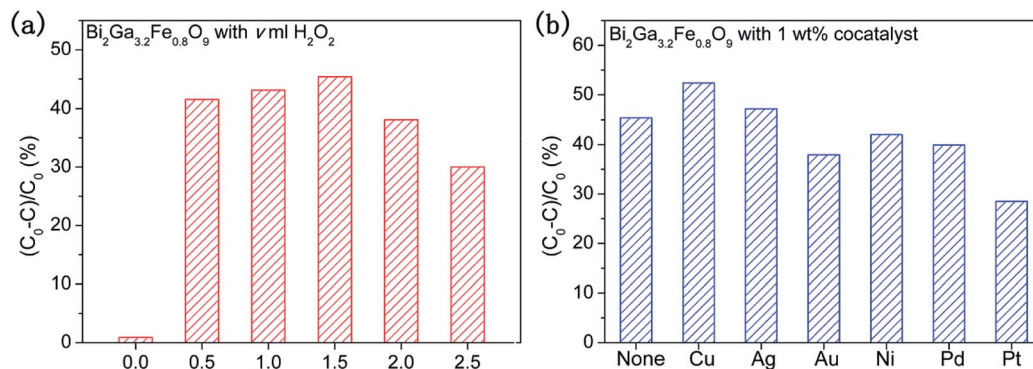 (a)
Bi₂Ga₃.₂Fe₀.₈O₉ with v ml H₂O₂
(C₀-C)/C₀ (%)
50
40
30
20
10
0
0.0 0.5 1.0 1.5 2.0 2.5
(b)
Bi₂Ga₃.₂Fe₀.₈O₉ with 1 wt% cocatalyst
(C₀-C)/C₀ (%)
60
50
40
30
20
10
0
None Cu Ag Au Ni Pd Pt